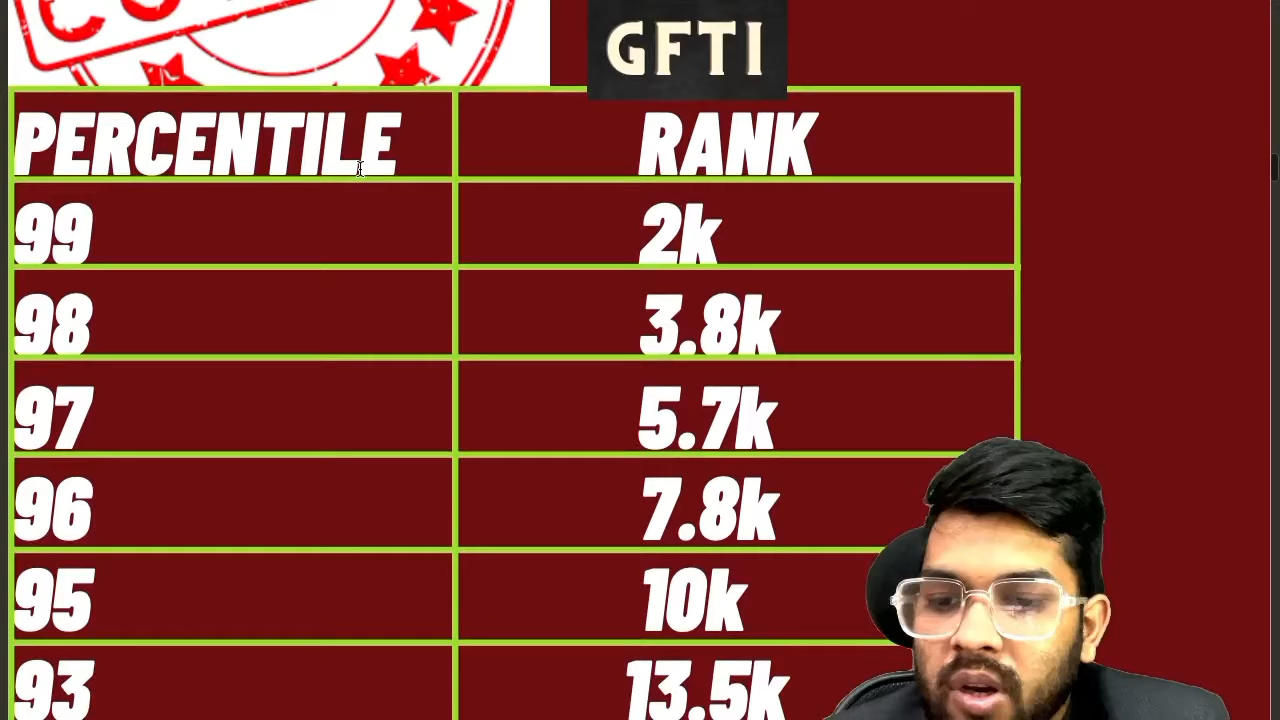 GFTI
PERCENTILE RANK
99 2k
98 3.8k
97 5.7k
96 7.8k
95 10k
93 13.5k